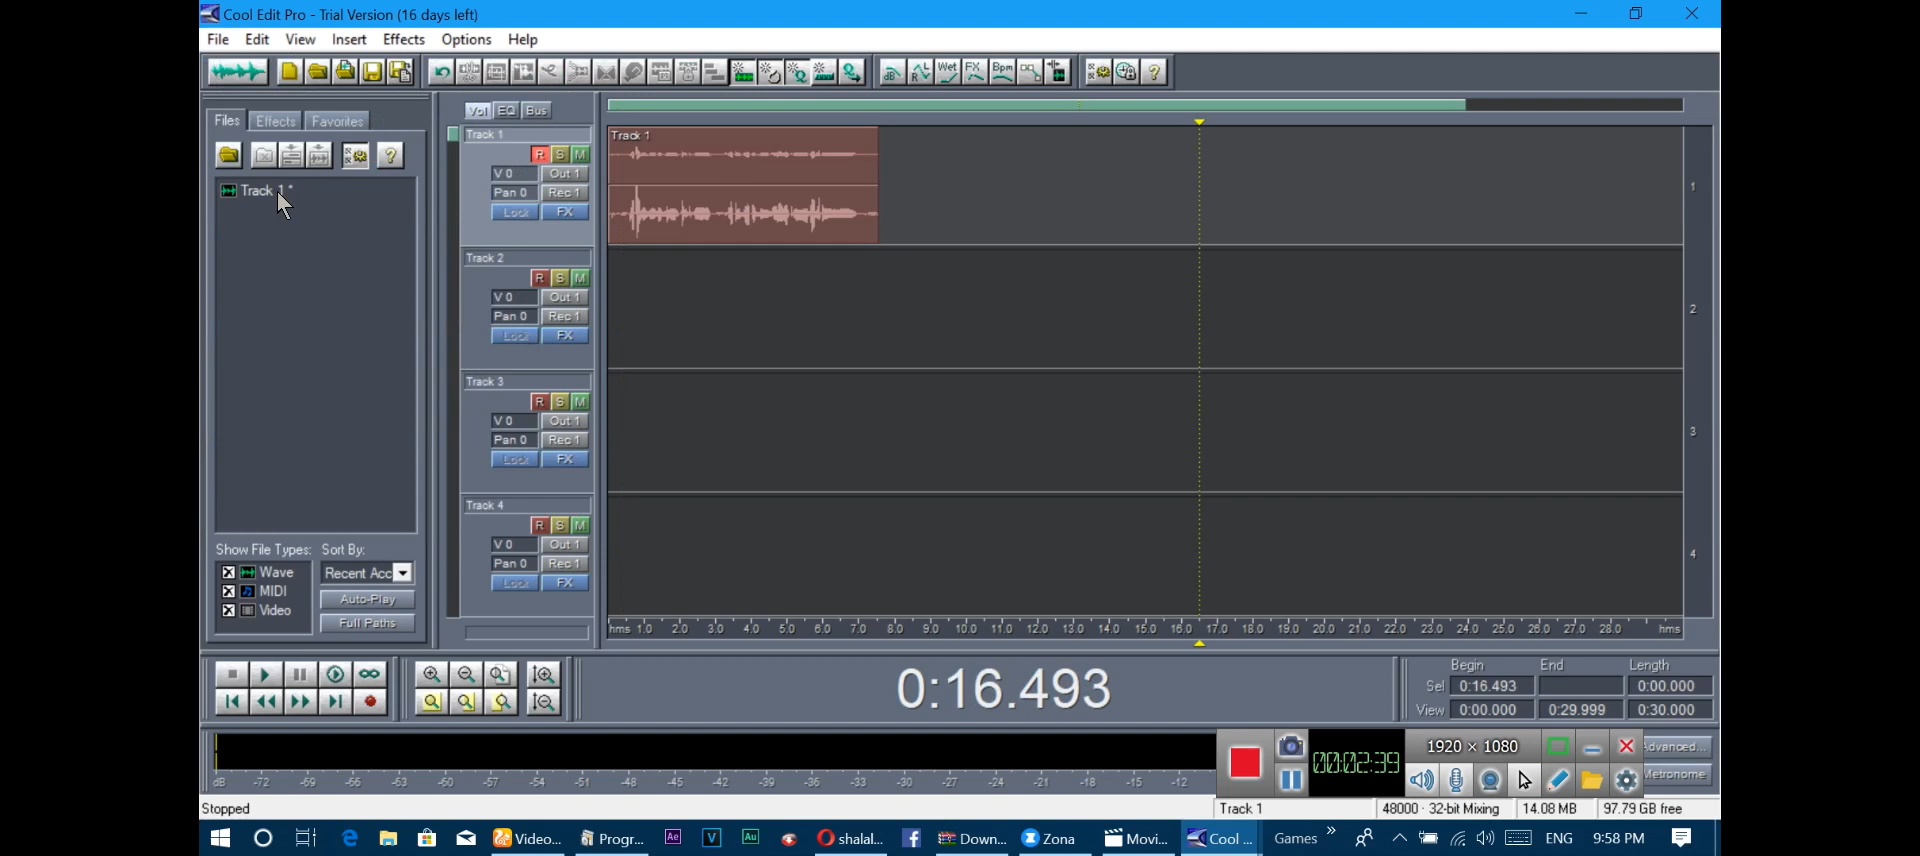 Cool Edit Pro - Trial Version (16 days left)
File Edit View Insert Effects Options Help
Wet FX Bpm
dB R L
Files Effects Favorites
Vol EQ Bus
Track 1 *
Show File Types: Sort By:
Wave
MIDI
Video
Recent Acc
Auto-Play
Full Paths
Track 1
R S M
V 0 Out 1
Pan 0 Rec 1
Lock FX
Track 2
R S M
V 0 Out 1
Pan 0 Rec 1
Lock FX
Track 3
R S M
V 0 Out 1
Pan 0 Rec 1
Lock FX
Track 4
R S M
V 0 Out 1
Pan 0 Rec 1
Lock FX
Track 1
1
2
3
4
hms 1.0 2.0 3.0 4.0 5.0 6.0 7.0 8.0 9.0 10.0 11.0 12.0 13.0 14.0 15.0 16.0 17.0 18.0 19.0 20.0 21.0 22.0 23.0 24.0 25.0 26.0 27.0 28.0 hms
0:16.493
Begin End Length
Sel 0:16.493 0:00.000
View 0:00.000 0:29.999 0:30.000
dB -72 -69 -66 -63 -60 -57 -54 -51 -48 -45 -42 -39 -36 -33 -30 -27 -24 -21 -18 -15 -12
00:02:39
1920 × 1080
Advanced...
Metronome
Stopped
Track 1 48000 · 32-bit Mixing 14.08 MB 97.79 GB free
Video... Progr... Ae V Au shalal... Down... Zona Movi... Cool ... Games » ENG 9:58 PM